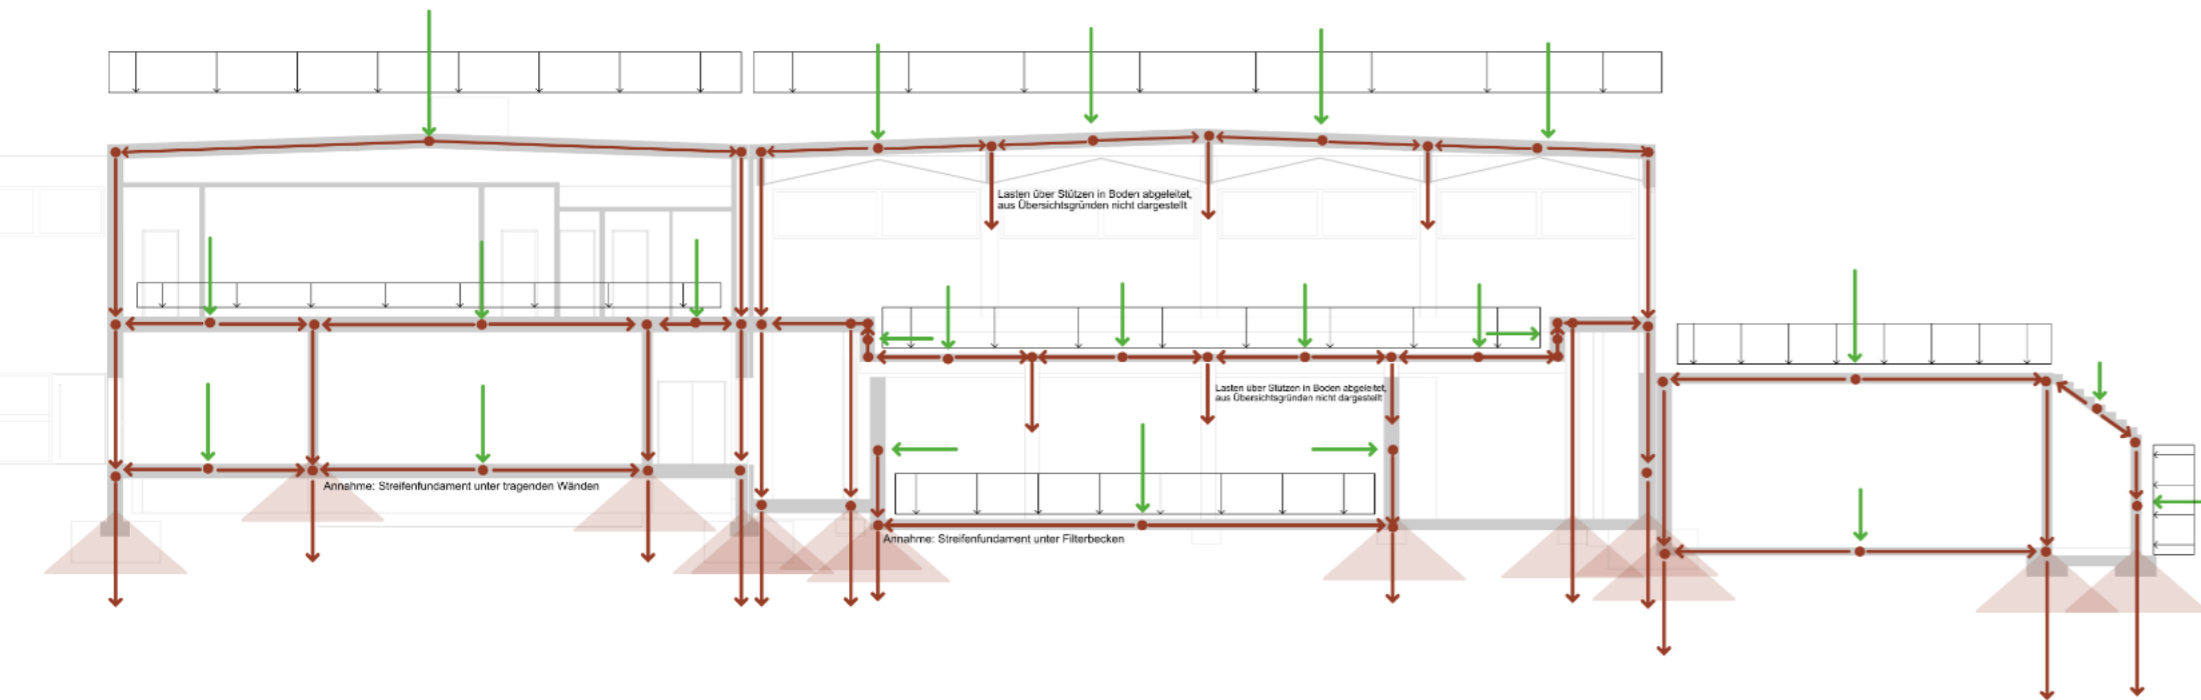 Lasten über Stützen in Boden abgeleitet,
aus Übersichtsgründen nicht dargestellt
Lasten über Stützen in Boden abgeleitet,
aus Übersichtsgründen nicht dargestellt
Annahme: Streifenfundament unter tragenden Wänden
Annahme: Streifenfundament unter Filterbecken